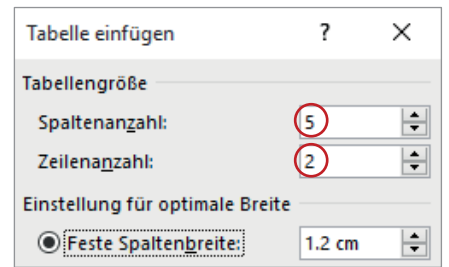 Tabelle einfügen ? ×
Tabellengröße
Spaltenanzahl: 5
Zeilenanzahl: 2
Einstellung für optimale Breite
Feste Spaltenbreite: 1.2 cm